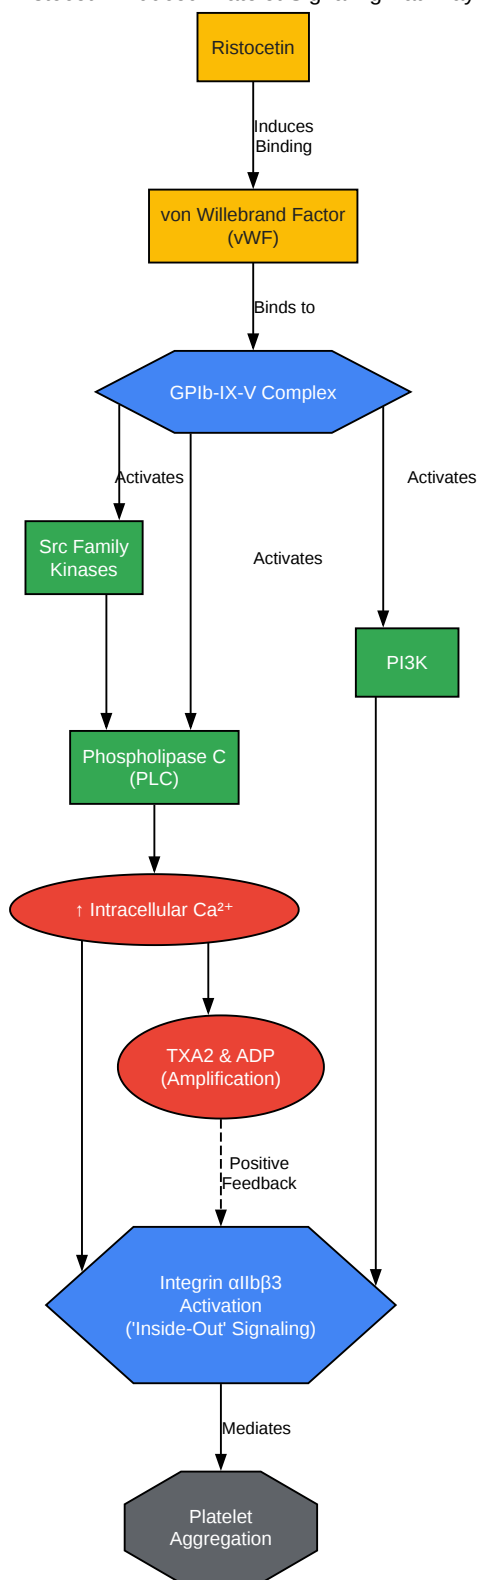 Ristocetin
Induces
Binding
von Willebrand Factor
(vWF)
Binds to
GPIb-IX-V Complex
Activates
Activates
Src Family
Kinases
Activates
PI3K
Phospholipase C
(PLC)
↑ Intracellular Ca²⁺
TXA2 & ADP
(Amplification)
Positive
Feedback
Integrin αIIbβ3
Activation
('Inside-Out' Signaling)
Mediates
Platelet
Aggregation